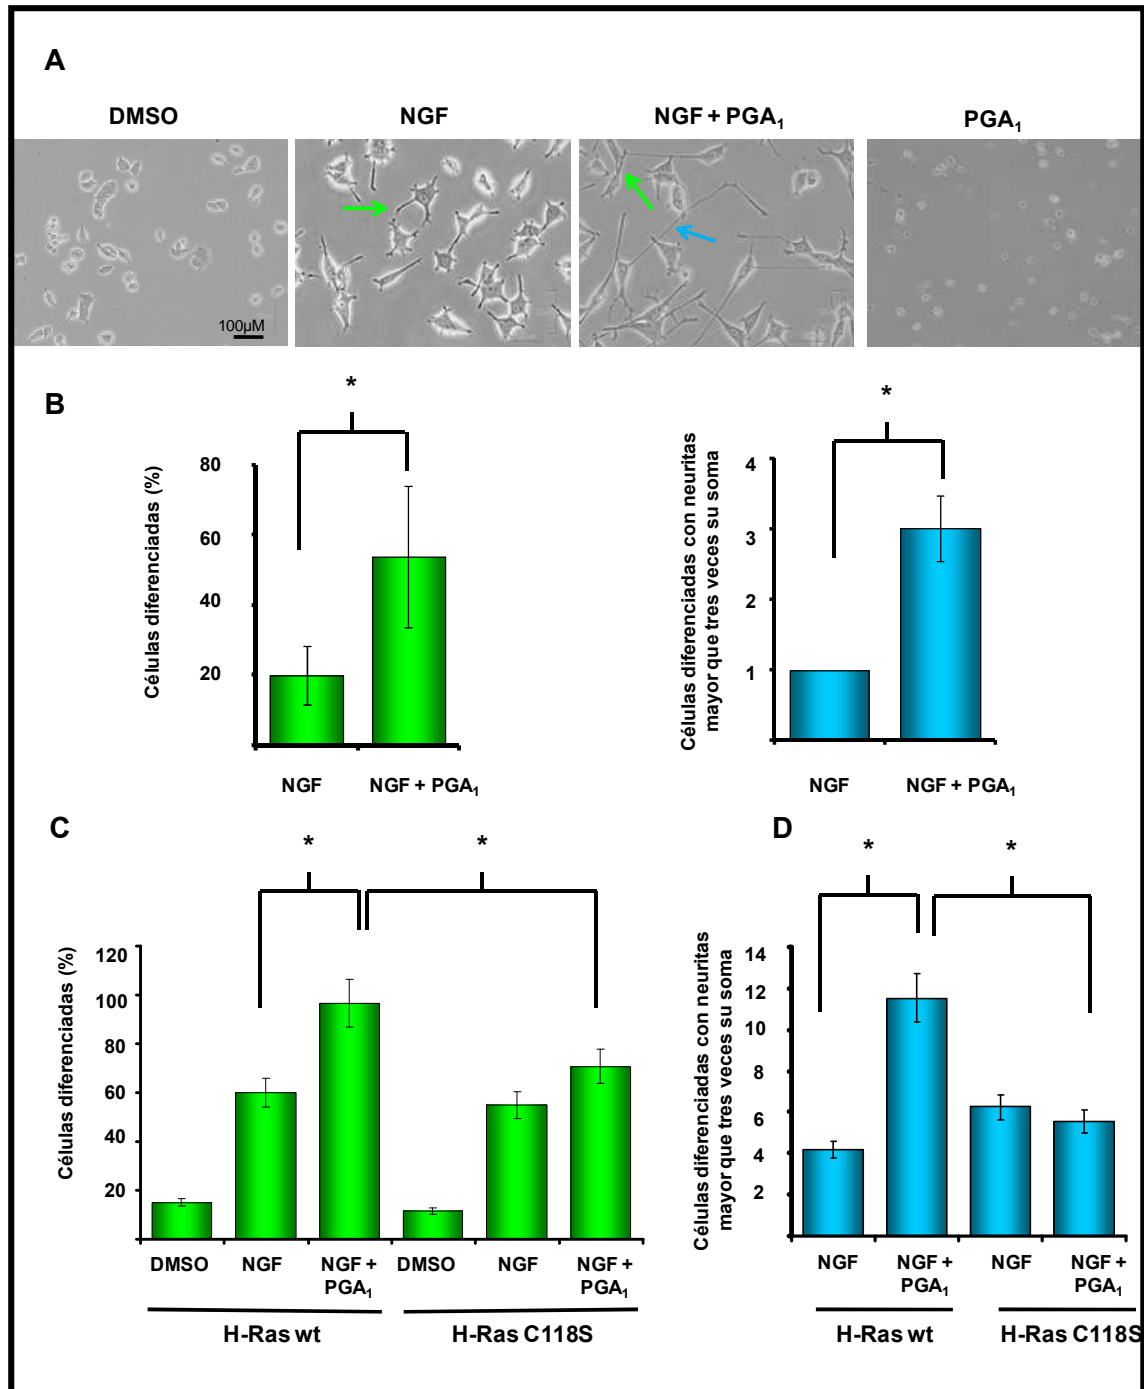 A
DMSO
NGF
NGF + PGA₁
PGA₁
100µM
B
*
*
Células diferenciadas (%)
80
60
40
20
NGF
NGF + PGA₁
Células diferenciadas con neuritas
mayor que tres veces su soma
4
3
2
1
NGF
NGF + PGA₁
C
*
*
Células diferenciadas (%)
120
100
80
60
40
20
DMSO
NGF
NGF +
PGA₁
DMSO
NGF
NGF +
PGA₁
H-Ras wt
H-Ras C118S
D
*
*
Células diferenciadas con neuritas
mayor que tres veces su soma
14
12
10
8
6
4
2
NGF
NGF +
PGA₁
NGF
NGF +
PGA₁
H-Ras wt
H-Ras C118S